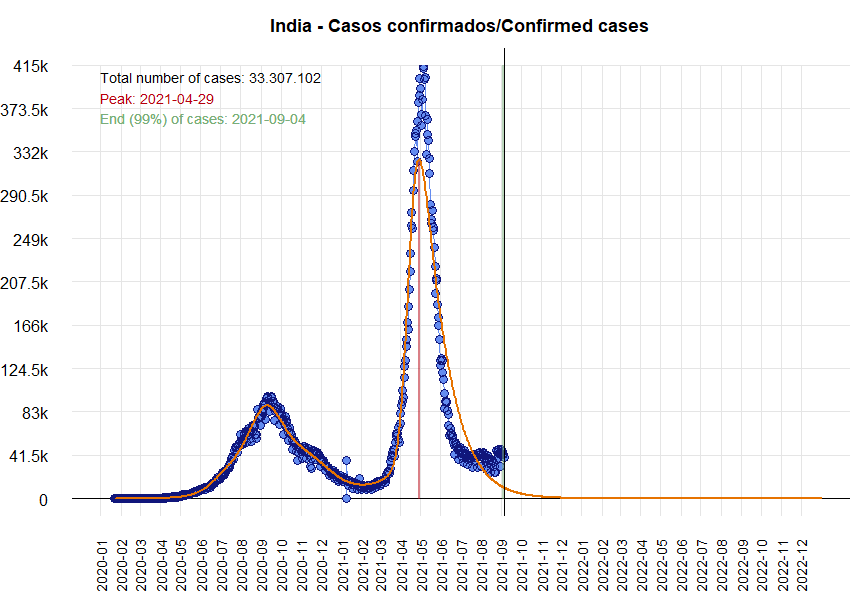 India - Casos confirmados/Confirmed cases
415k
Total number of cases: 33.307.102
Peak: 2021-04-29
373.5k
End (99%) of cases: 2021-09-04
332k
290.5k
249k
207.5k
166k
124.5k
83k
41.5k
0
2020-01
2020-02
2020-03
2020-04
2020-05
2020-06
2020-07
2020-08
2020-09
2020-10
2020-11
2020-12
2021-01
2021-02
2021-03
2021-04
2021-05
2021-06
2021-07
2021-08
2021-09
2021-10
2021-11
2021-12
2022-01
2022-02
2022-03
2022-04
2022-05
2022-06
2022-07
2022-08
2022-09
2022-10
2022-11
2022-12